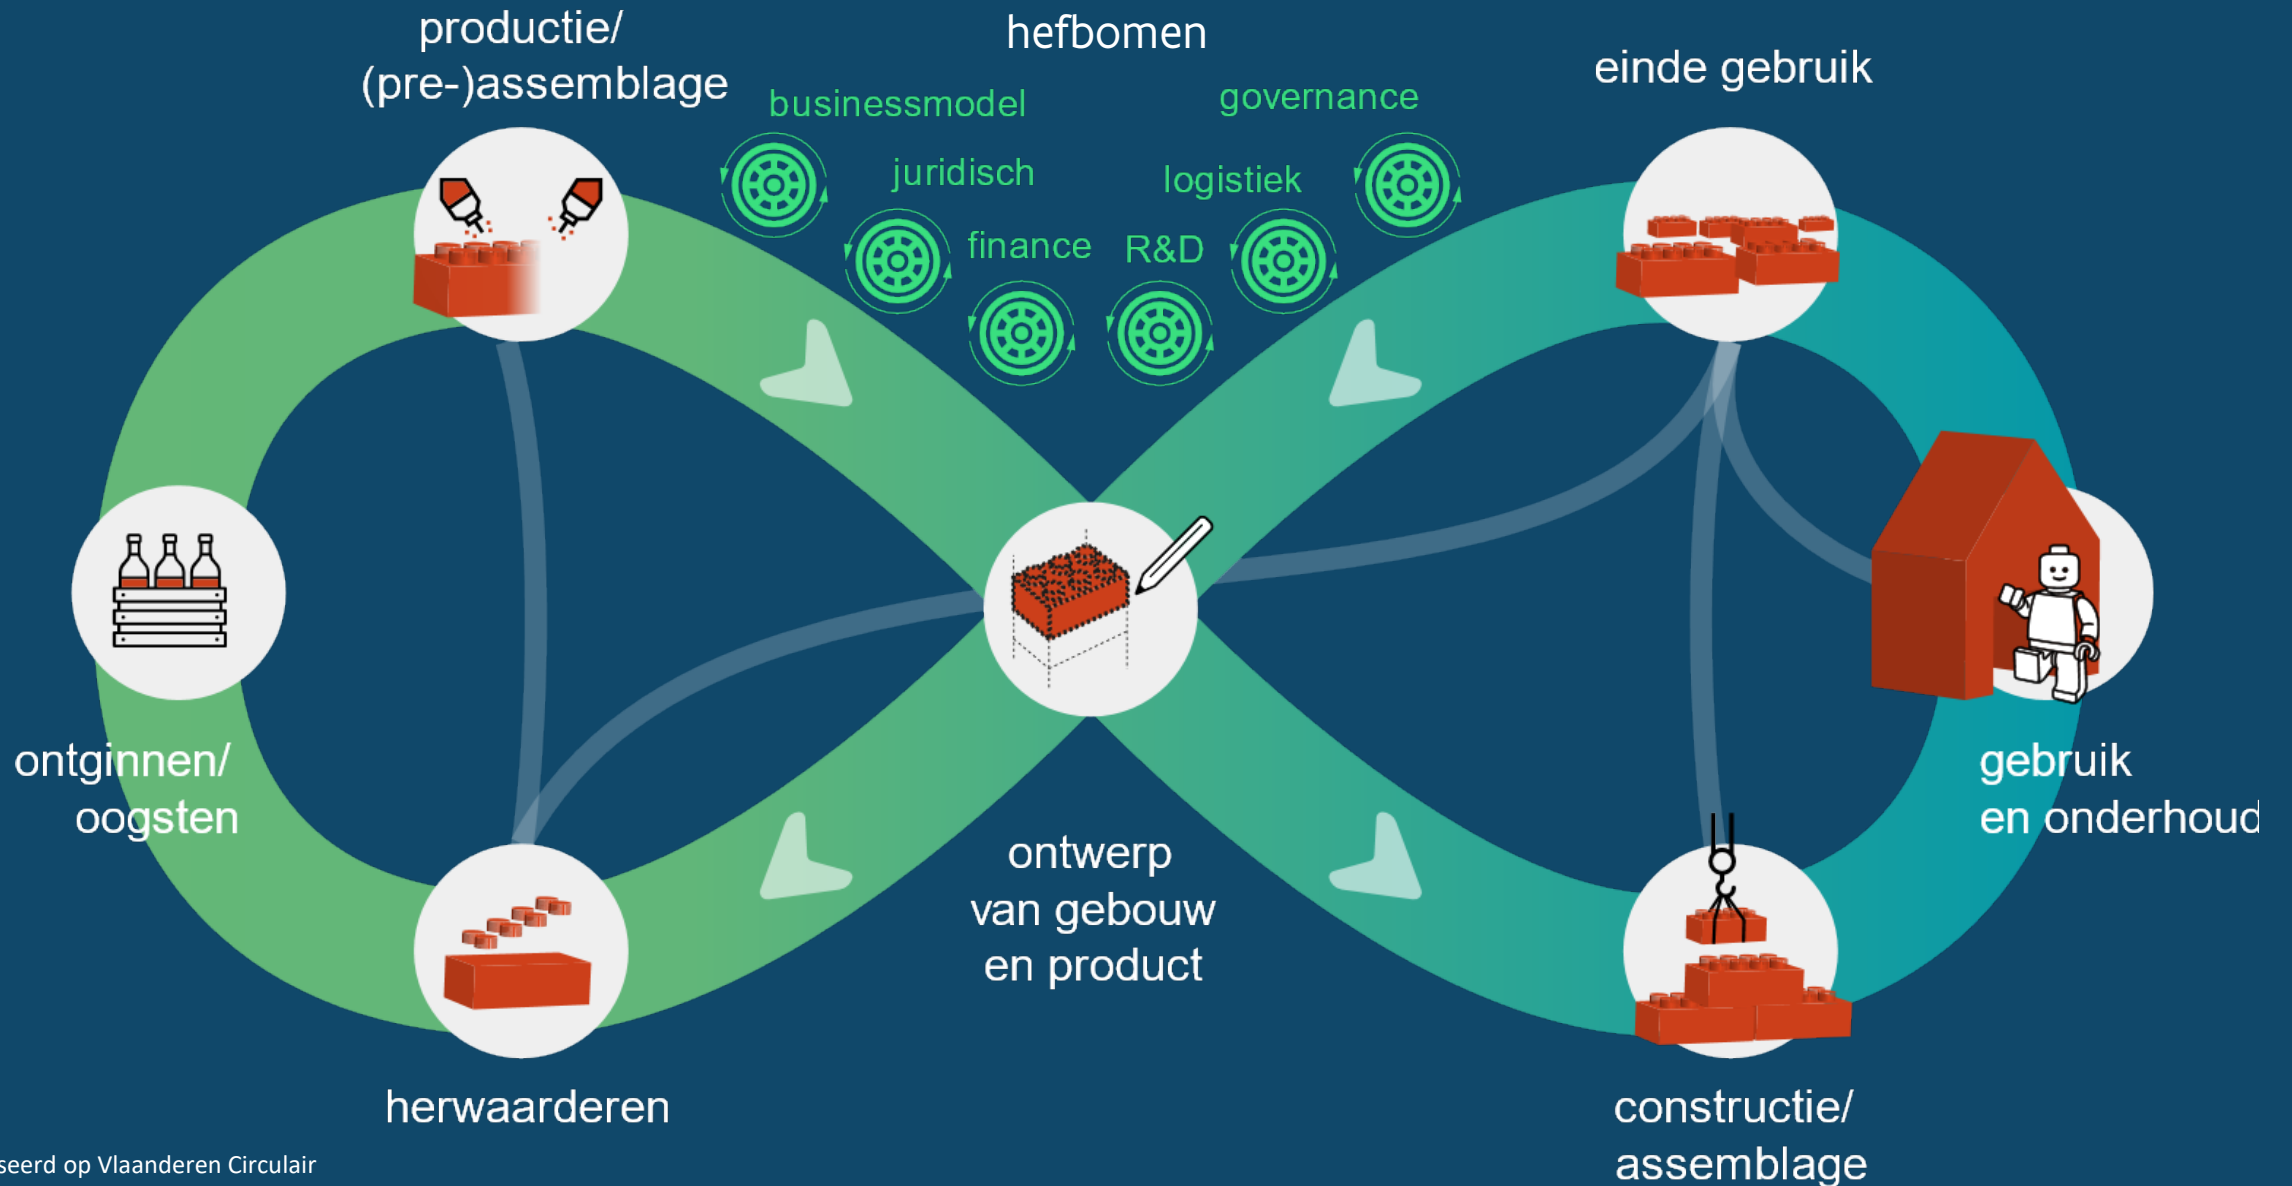 productie/
(pre-)assemblage
hefbomen
einde gebruik
businessmodel
governance
juridisch
logistiek
finance
R&D
ontginnen/
oogsten
gebruik
en onderhoud
ontwerp
van gebouw
en product
herwaarderen
constructie/
assemblage
seerd op Vlaanderen Circulair